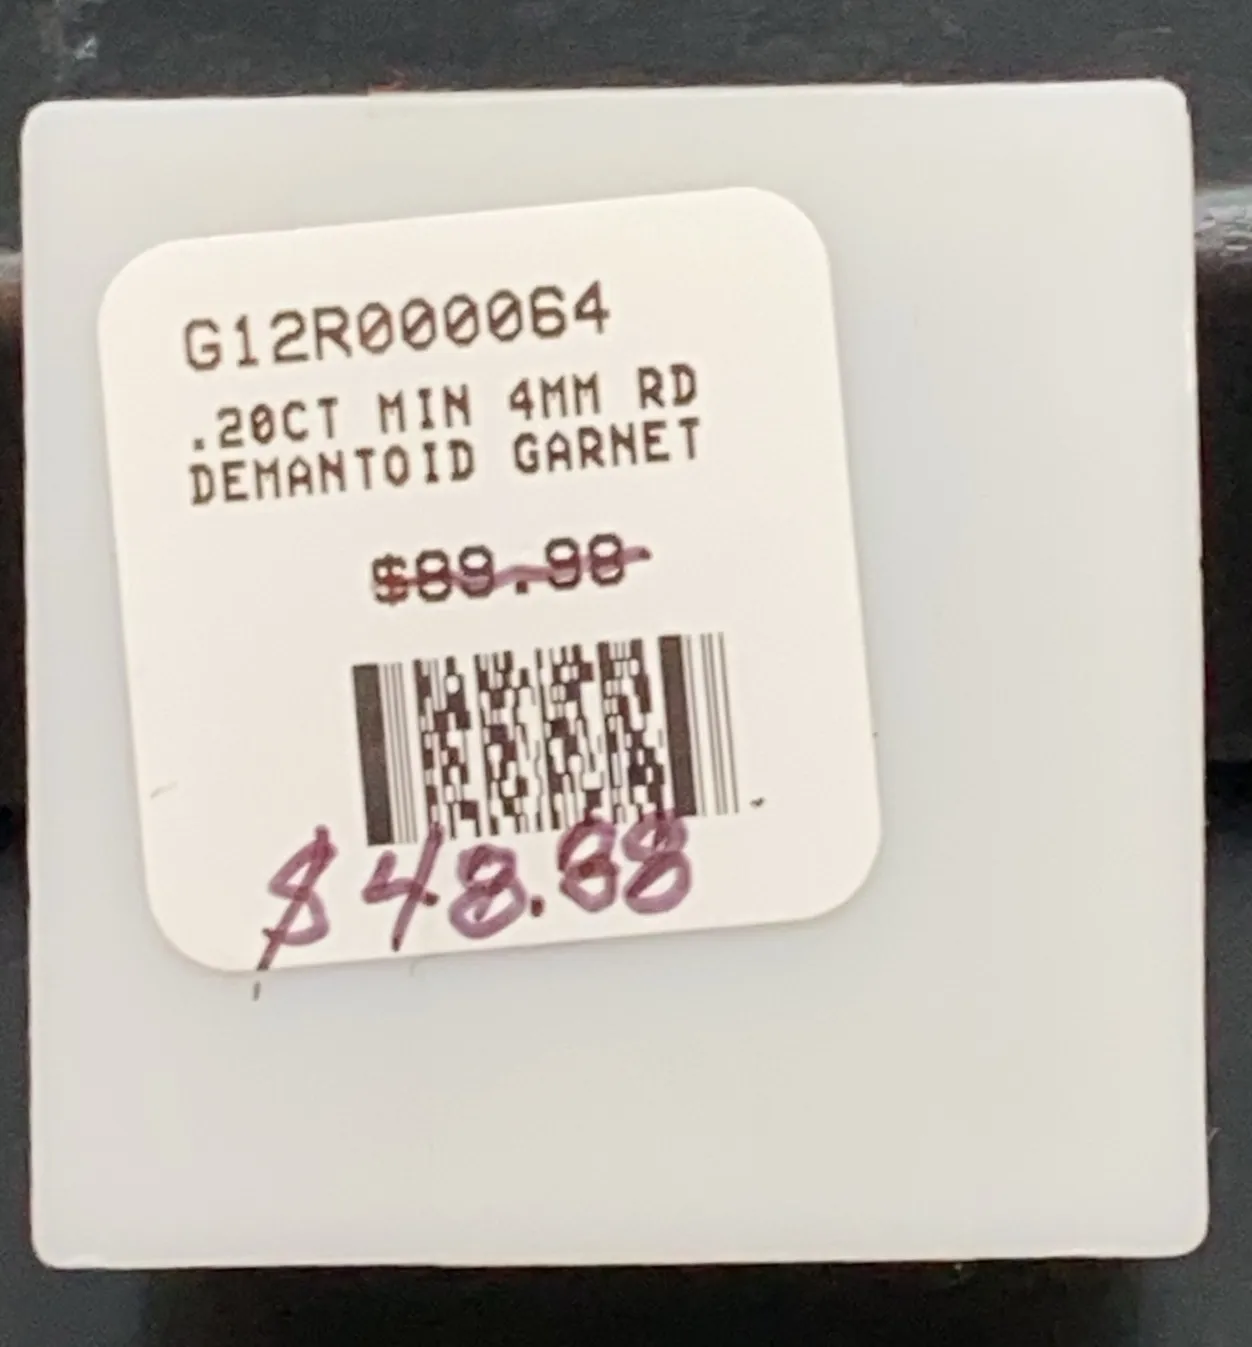 G12R000064
.20CT MIN 4MM RD
DEMANTOID GARNET
$89.98
$48.88